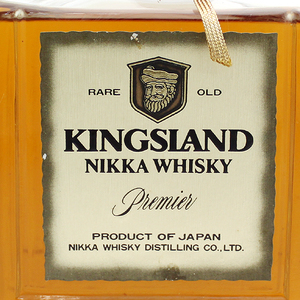 RARE OLD
KINGSLAND
NIKKA WHISKY
Premier
PRODUCT OF JAPAN
NIKKA WHISKY DISTILLING CO., LTD.